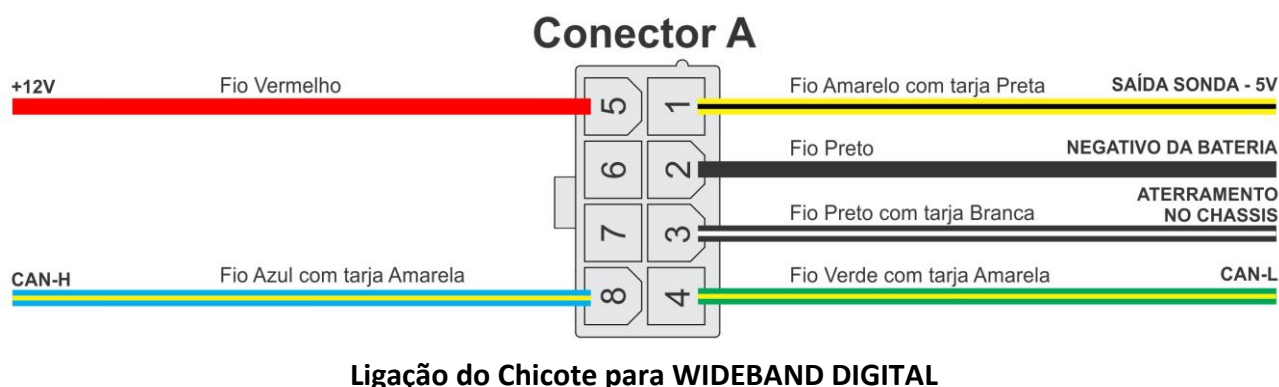 Conector A
+12V
Fio Vermelho
5
1
Fio Amarelo com tarja Preta
SAÍDA SONDA - 5V
6
2
Fio Preto
NEGATIVO DA BATERIA
7
3
Fio Preto com tarja Branca
ATERRAMENTO
NO CHASSIS
CAN-H
Fio Azul com tarja Amarela
8
4
Fio Verde com tarja Amarela
CAN-L
Ligação do Chicote para WIDEBAND DIGITAL